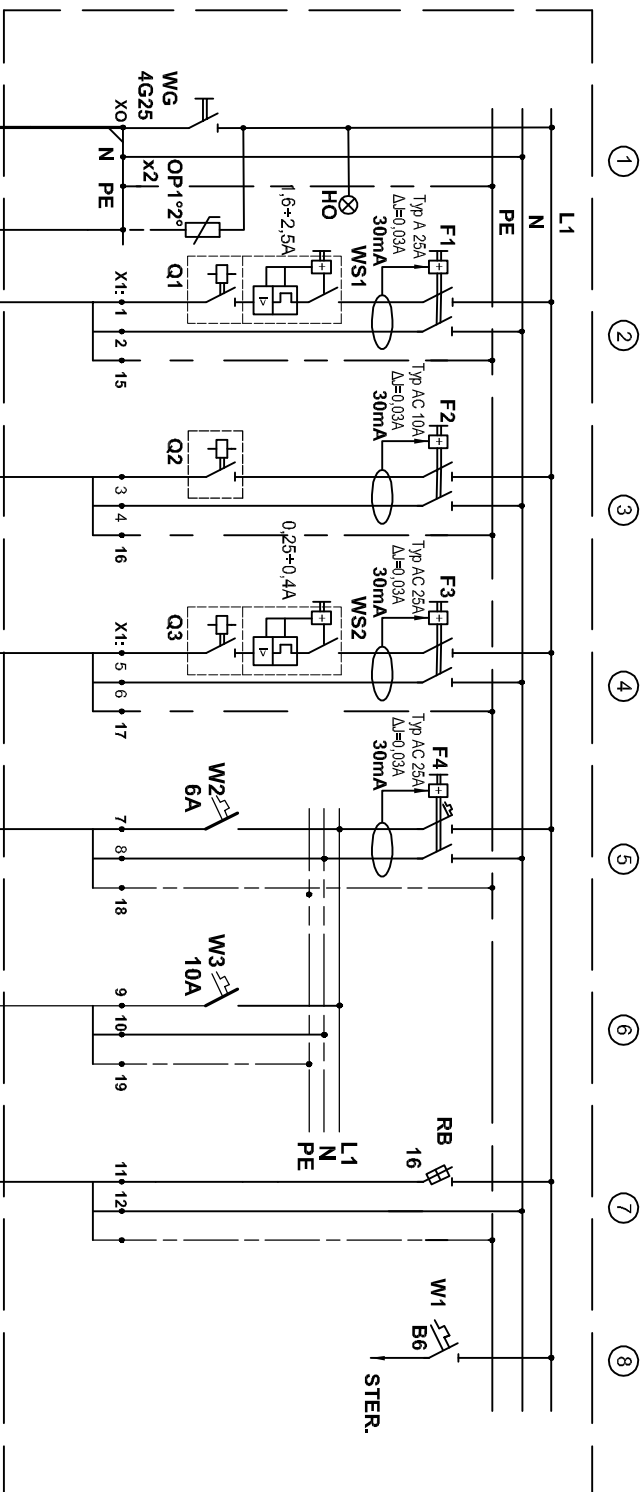 1
2
3
4
5
6
7
8
L1
N
PE
WG
4G25
XO
N
PE
HO
OP1°2°
x2
F1
Typ A 25A
ΔJ=0,03A
30mA
WS1
1,6÷2,5A
I>
Q1
X1:
1
2
15
F2
Typ AC 10A
ΔJ=0,03A
30mA
Q2
3
4
16
F3
Typ AC 25A
ΔJ=0,03A
30mA
WS2
0,25÷0,4A
I>
Q3
X1:
5
6
17
F4
Typ AC 25A
ΔJ=0,03A
30mA
W2
6A
7
8
18
W3
10A
9
10
19
L1
N
PE
RB
16
11
12
W1
B6
STER.